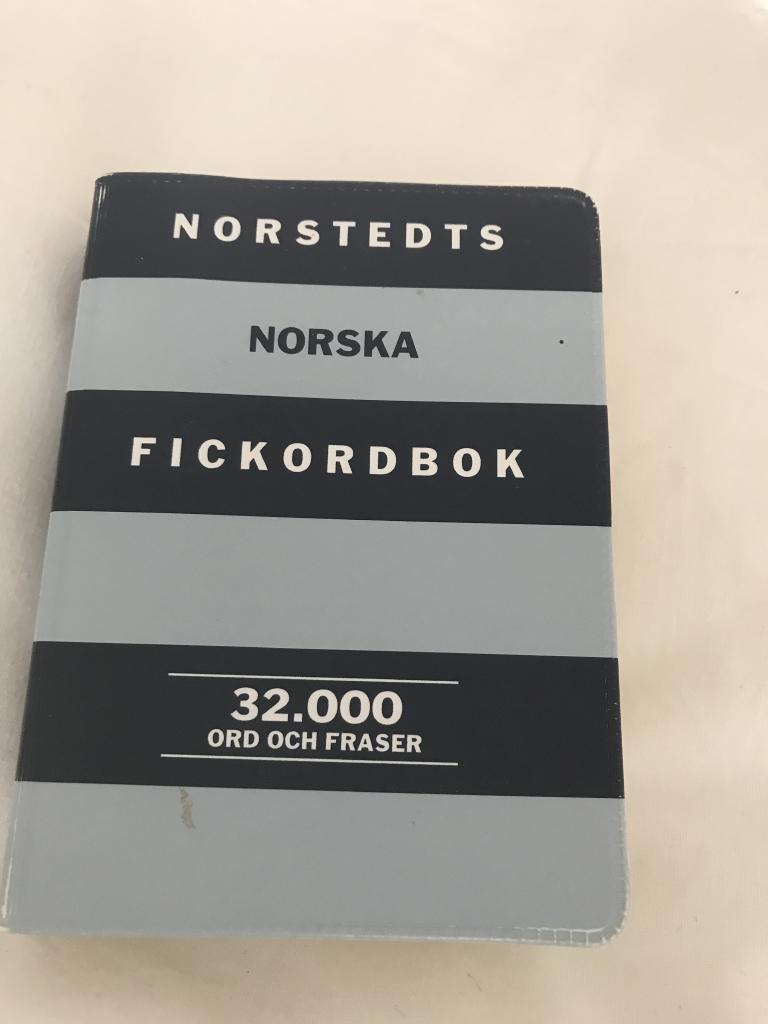 NORSTEDTS
NORSKA
FICKORDBOK
32.000
ORD OCH FRASER